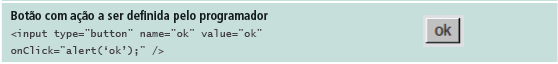 Botão com ação a ser definida pelo programador
<input type="button" name="ok" value="ok"
onClick="alert(‘ok’);" />
ok